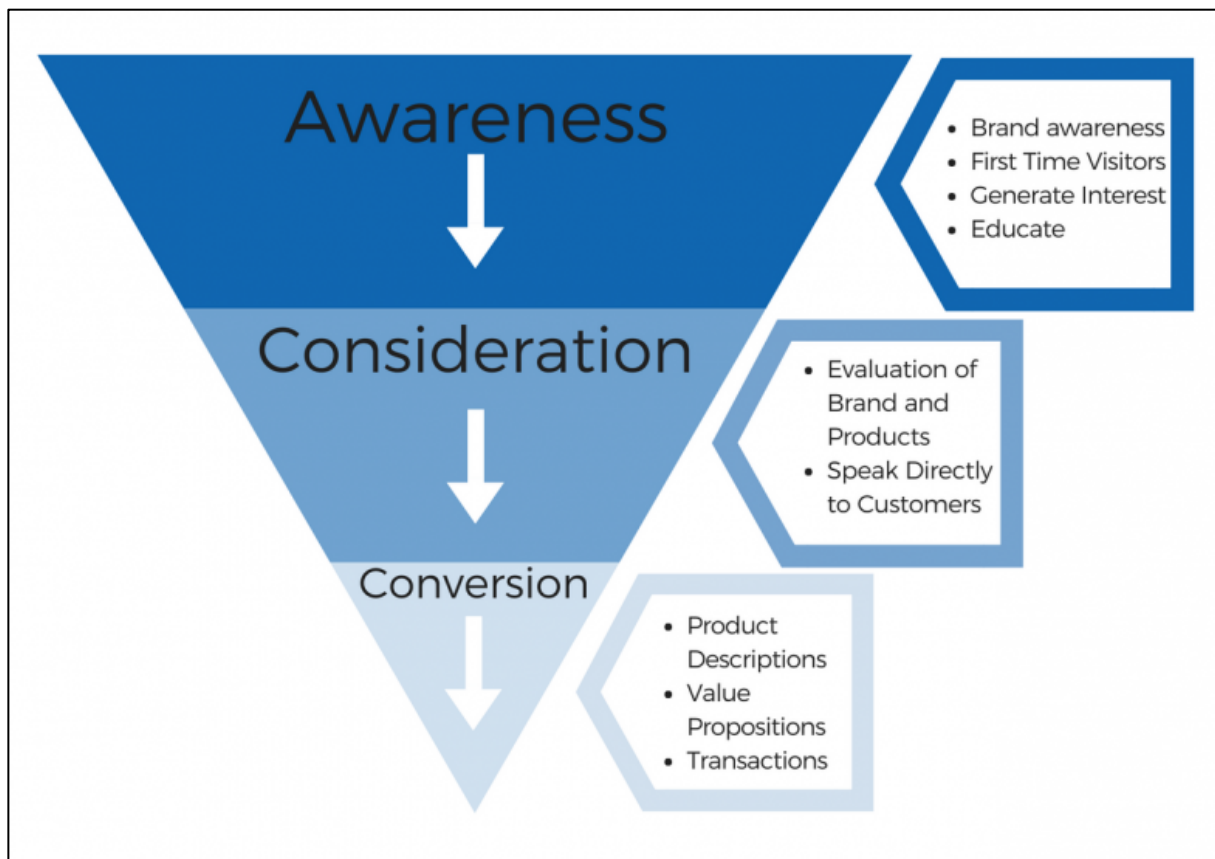 Awareness
• Brand awareness
• First Time Visitors
• Generate Interest
• Educate
Consideration
• Evaluation of
Brand and
Products
• Speak Directly
to Customers
Conversion
• Product
Descriptions
• Value
Propositions
• Transactions